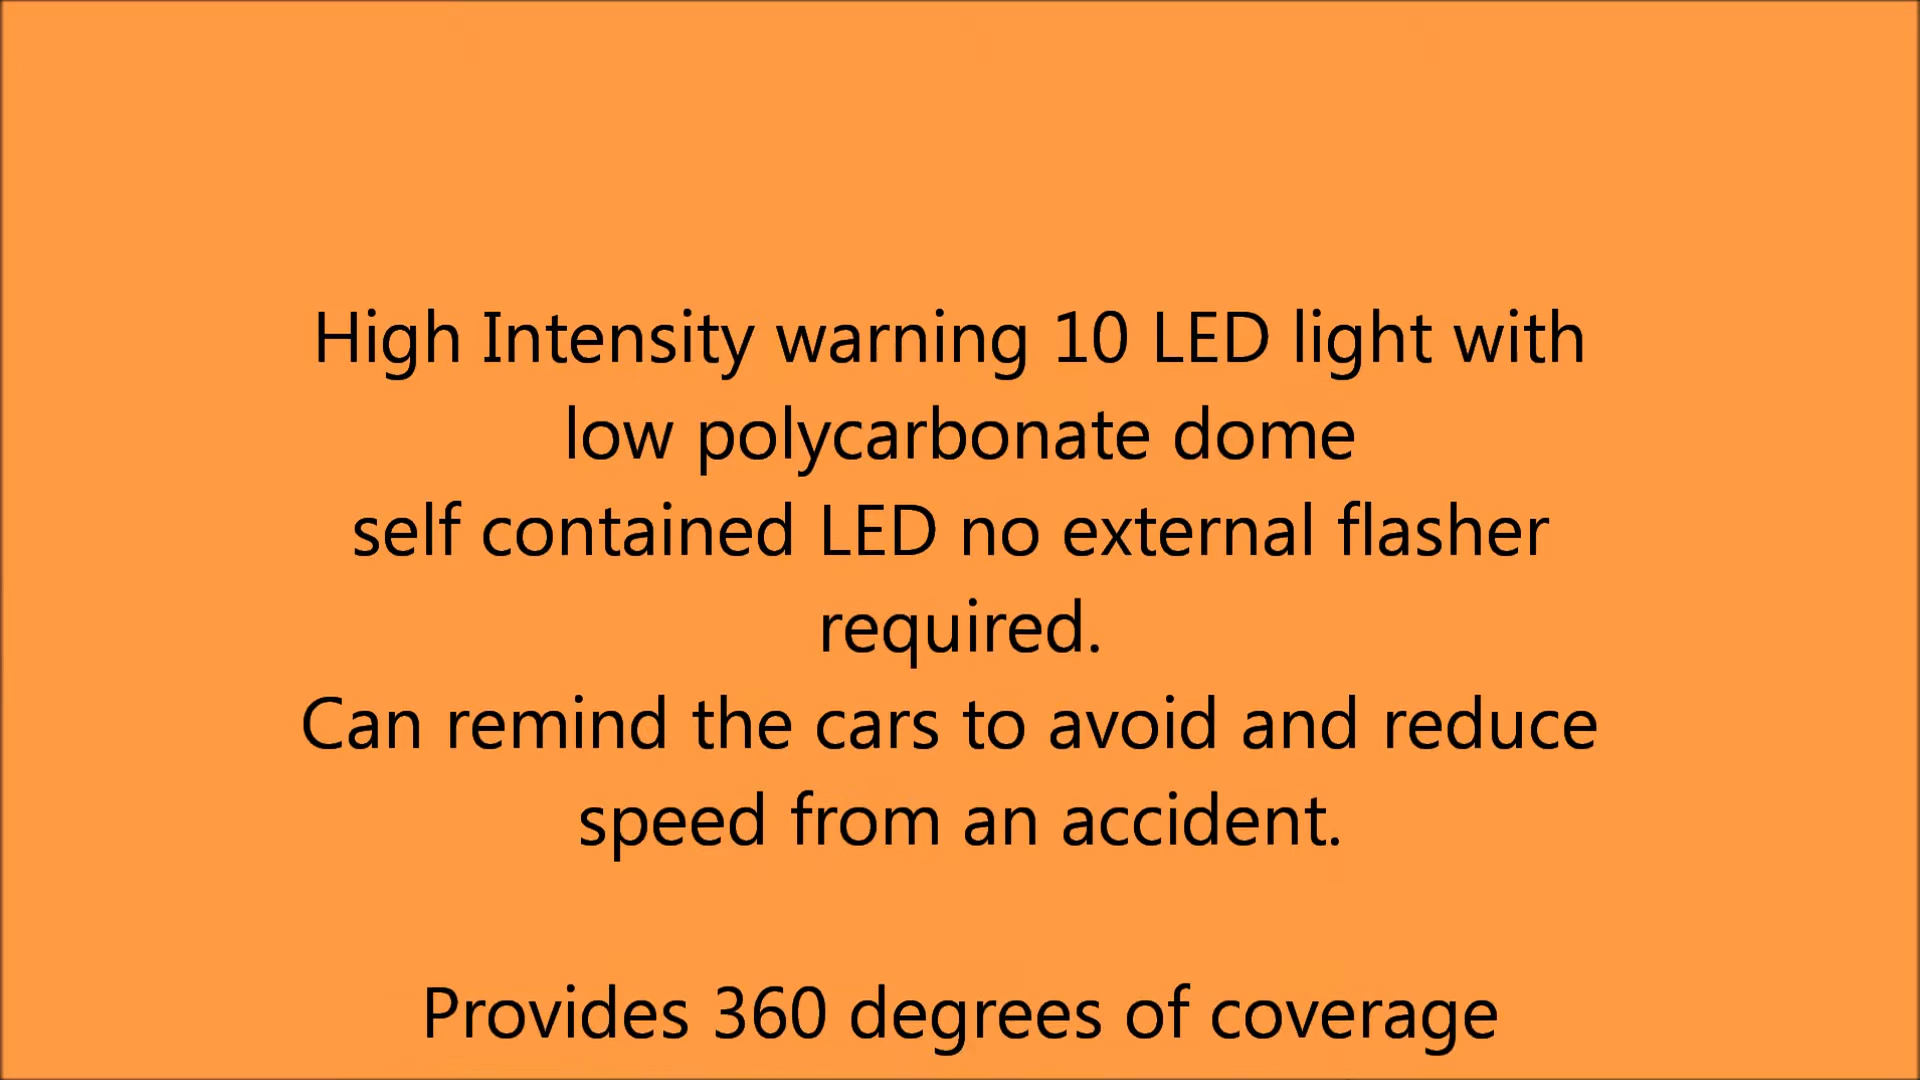 High Intensity warning 10 LED light with
low polycarbonate dome
self contained LED no external flasher
required.
Can remind the cars to avoid and reduce
speed from an accident.
Provides 360 degrees of coverage